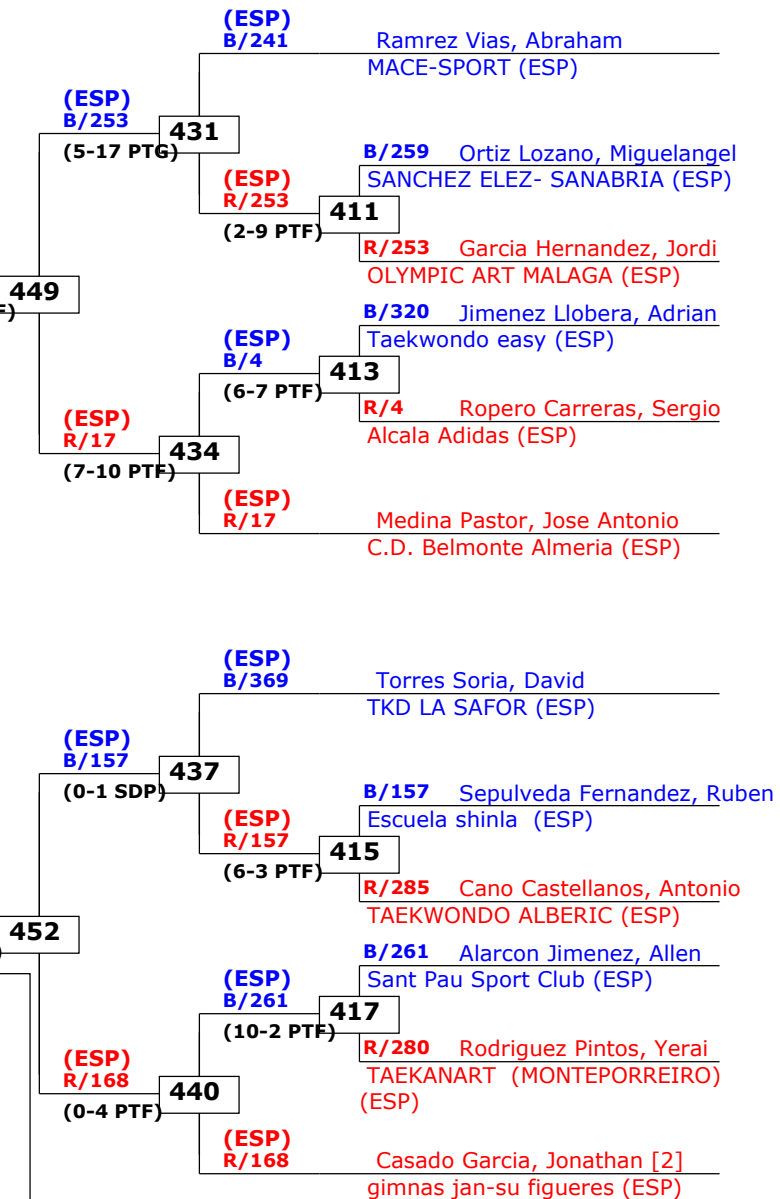 (ESP)
B/241
Ramrez Vias, Abraham
MACE-SPORT (ESP)
(ESP)
B/253
431
(5-17 PTG)
B/259 Ortiz Lozano, Miguelangel
SANCHEZ ELEZ- SANABRIA (ESP)
(ESP)
R/253
411
(2-9 PTF)
R/253 Garcia Hernandez, Jordi
OLYMPIC ART MALAGA (ESP)
449
F)
B/320 Jimenez Llobera, Adrian
Taekwondo easy (ESP)
(ESP)
B/4
413
(6-7 PTF)
R/4 Ropero Carreras, Sergio
Alcala Adidas (ESP)
(ESP)
R/17
434
(7-10 PTF)
(ESP)
R/17
Medina Pastor, Jose Antonio
C.D. Belmonte Almeria (ESP)
(ESP)
B/369
Torres Soria, David
TKD LA SAFOR (ESP)
(ESP)
B/157
437
(0-1 SDP)
B/157 Sepulveda Fernandez, Ruben
Escuela shinla (ESP)
(ESP)
R/157
415
(6-3 PTF)
R/285 Cano Castellanos, Antonio
TAEKWONDO ALBERIC (ESP)
452
)
B/261 Alarcon Jimenez, Allen
Sant Pau Sport Club (ESP)
(ESP)
B/261
417
(10-2 PTF)
R/280 Rodriguez Pintos, Yerai
TAEKANART (MONTEPORREIRO)
(ESP)
(ESP)
R/168
440
(0-4 PTF)
(ESP)
R/168
Casado Garcia, Jonathan [2]
gimnas jan-su figueres (ESP)